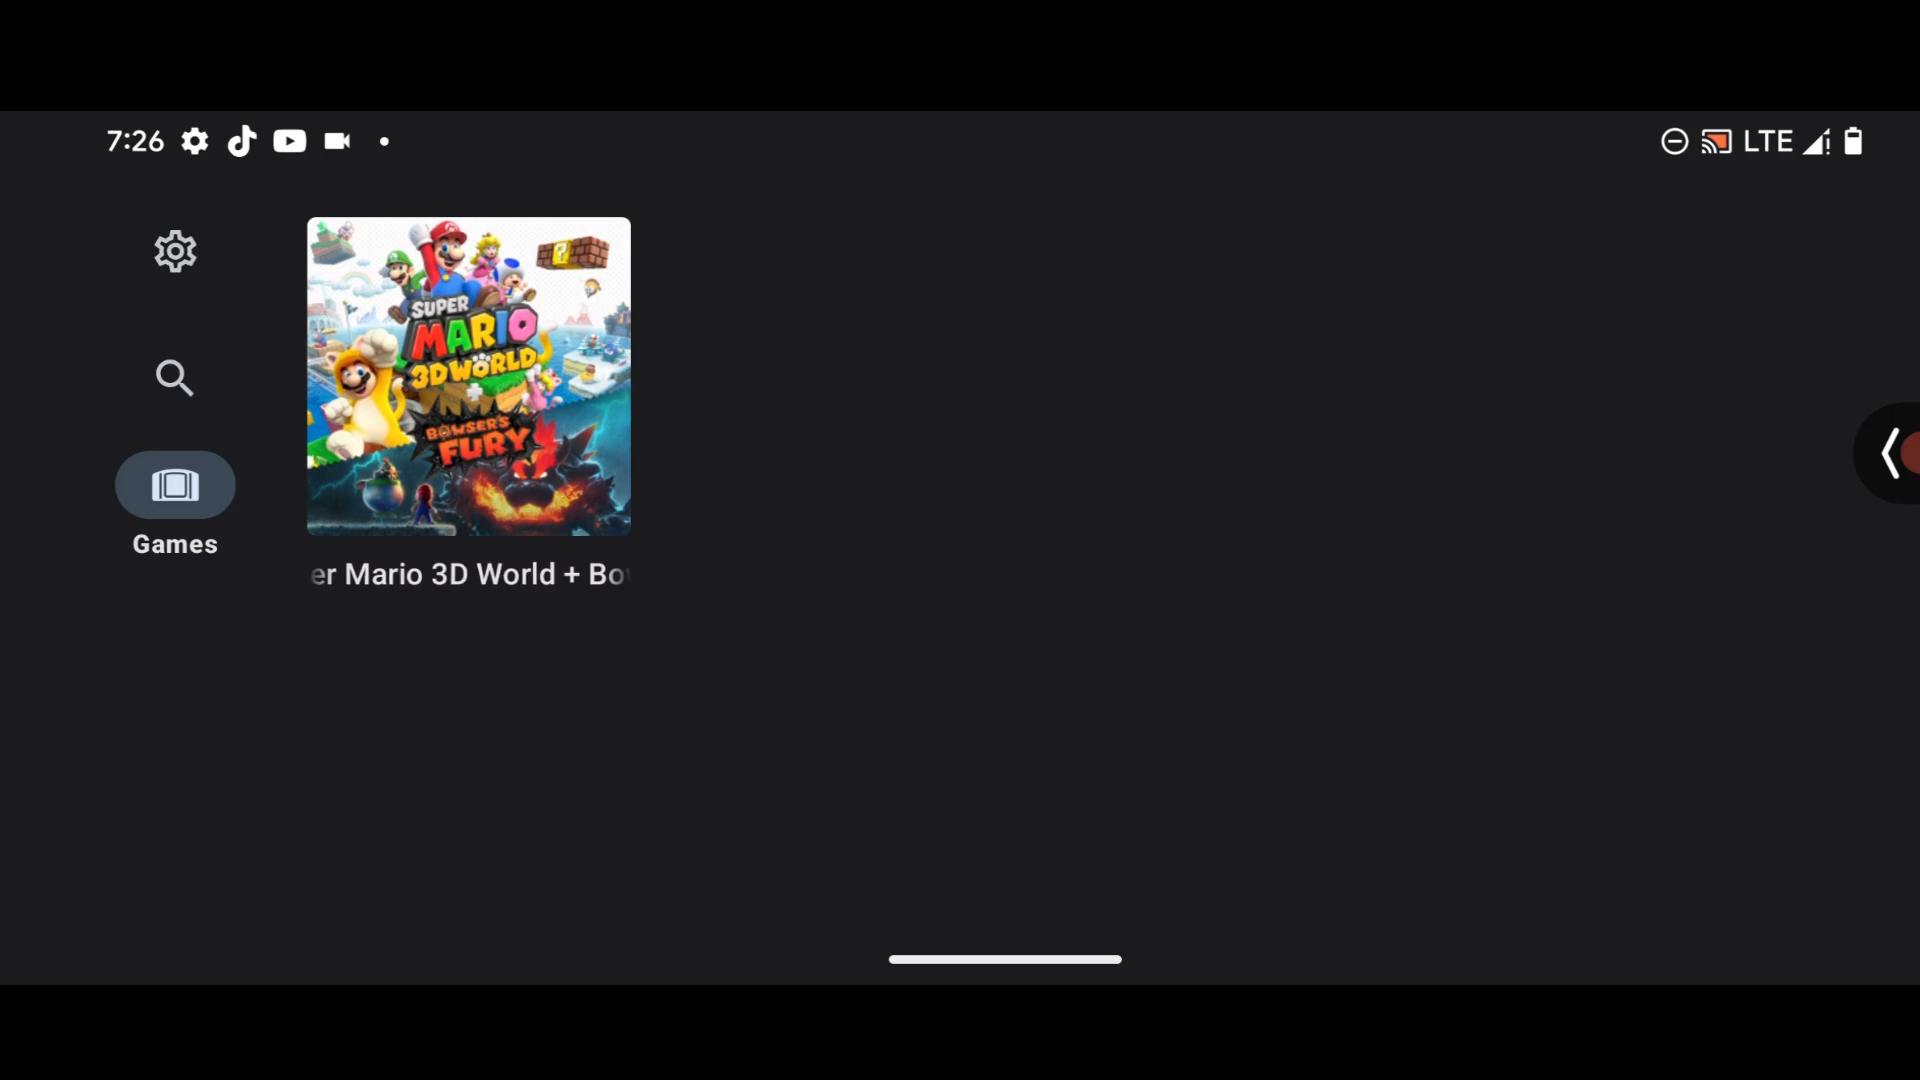 7:26
LTE
SUPER
MARIO
3D WORLD
+
BOWSER'S
FURY
Games
er Mario 3D World + Bo